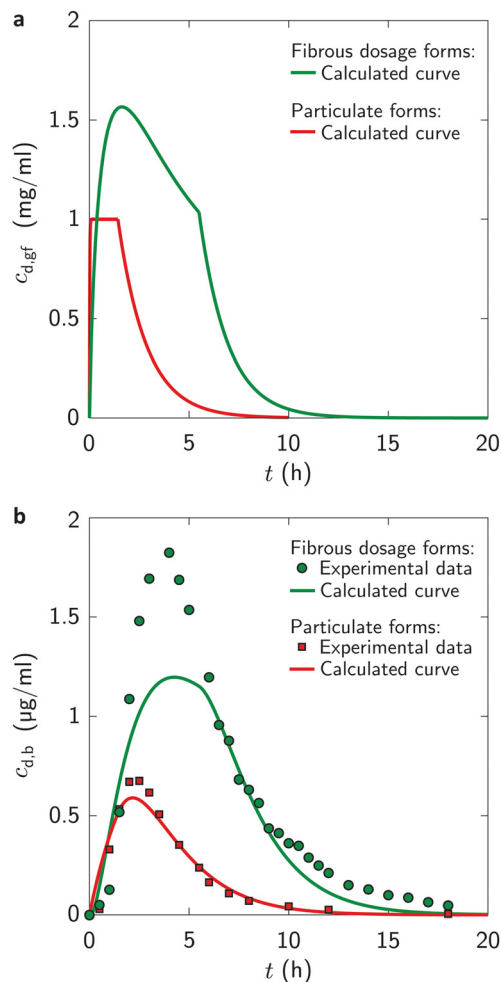 a
2
1.5
1
0.5
0
c_d,gf (mg/ml)
Fibrous dosage forms:
Calculated curve
Particulate forms:
Calculated curve
0 5 10 15 20
t (h)
b
2
1.5
1
0.5
0
c_d,b (µg/ml)
Fibrous dosage forms:
Experimental data
Calculated curve
Particulate forms:
Experimental data
Calculated curve
0 5 10 15 20
t (h)